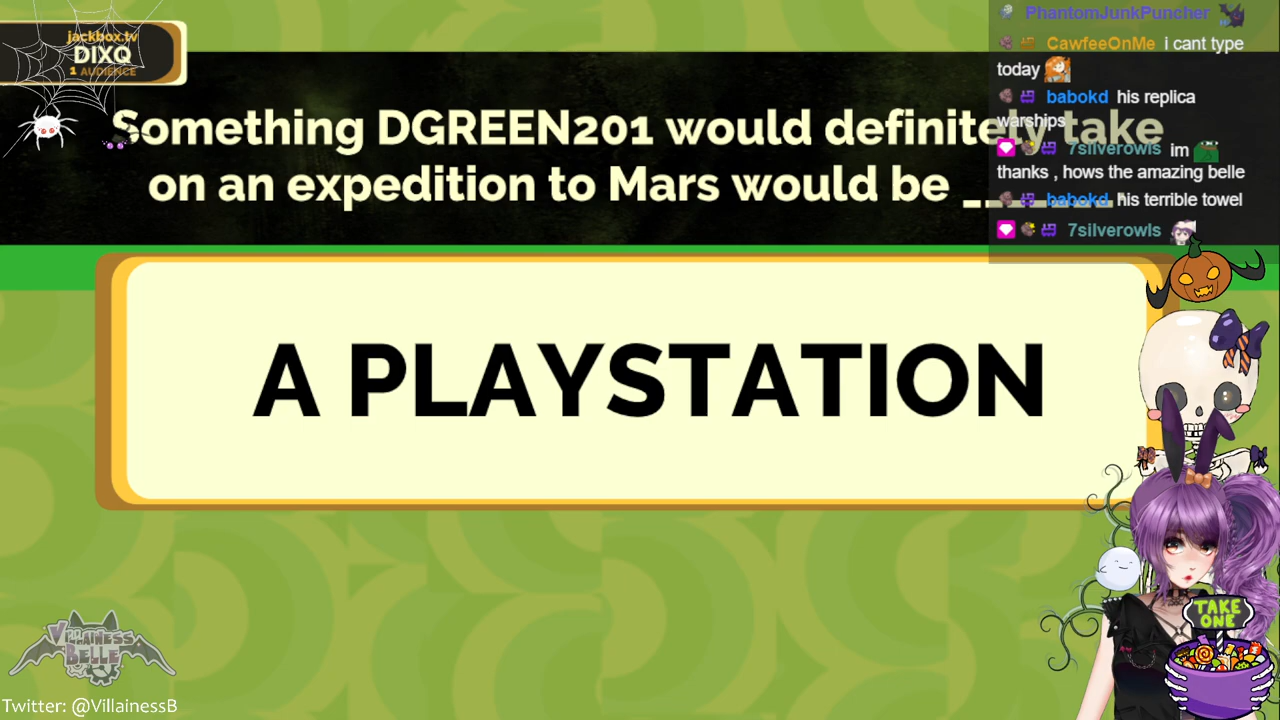 jackbox.tv
DIXQ
1 AUDIENCE
Something DGREEN201 would definitely take
on an expedition to Mars would be _______.
A PLAYSTATION
PhantomJunkPuncher
CawfeeOnMe i cant type
today
babokd his replica
warships
7silverowls im
thanks , hows the amazing belle
babokd his terrible towel
7silverowls
TAKE
ONE
VILLAINESS
BELLE
Twitter: @VillainessB